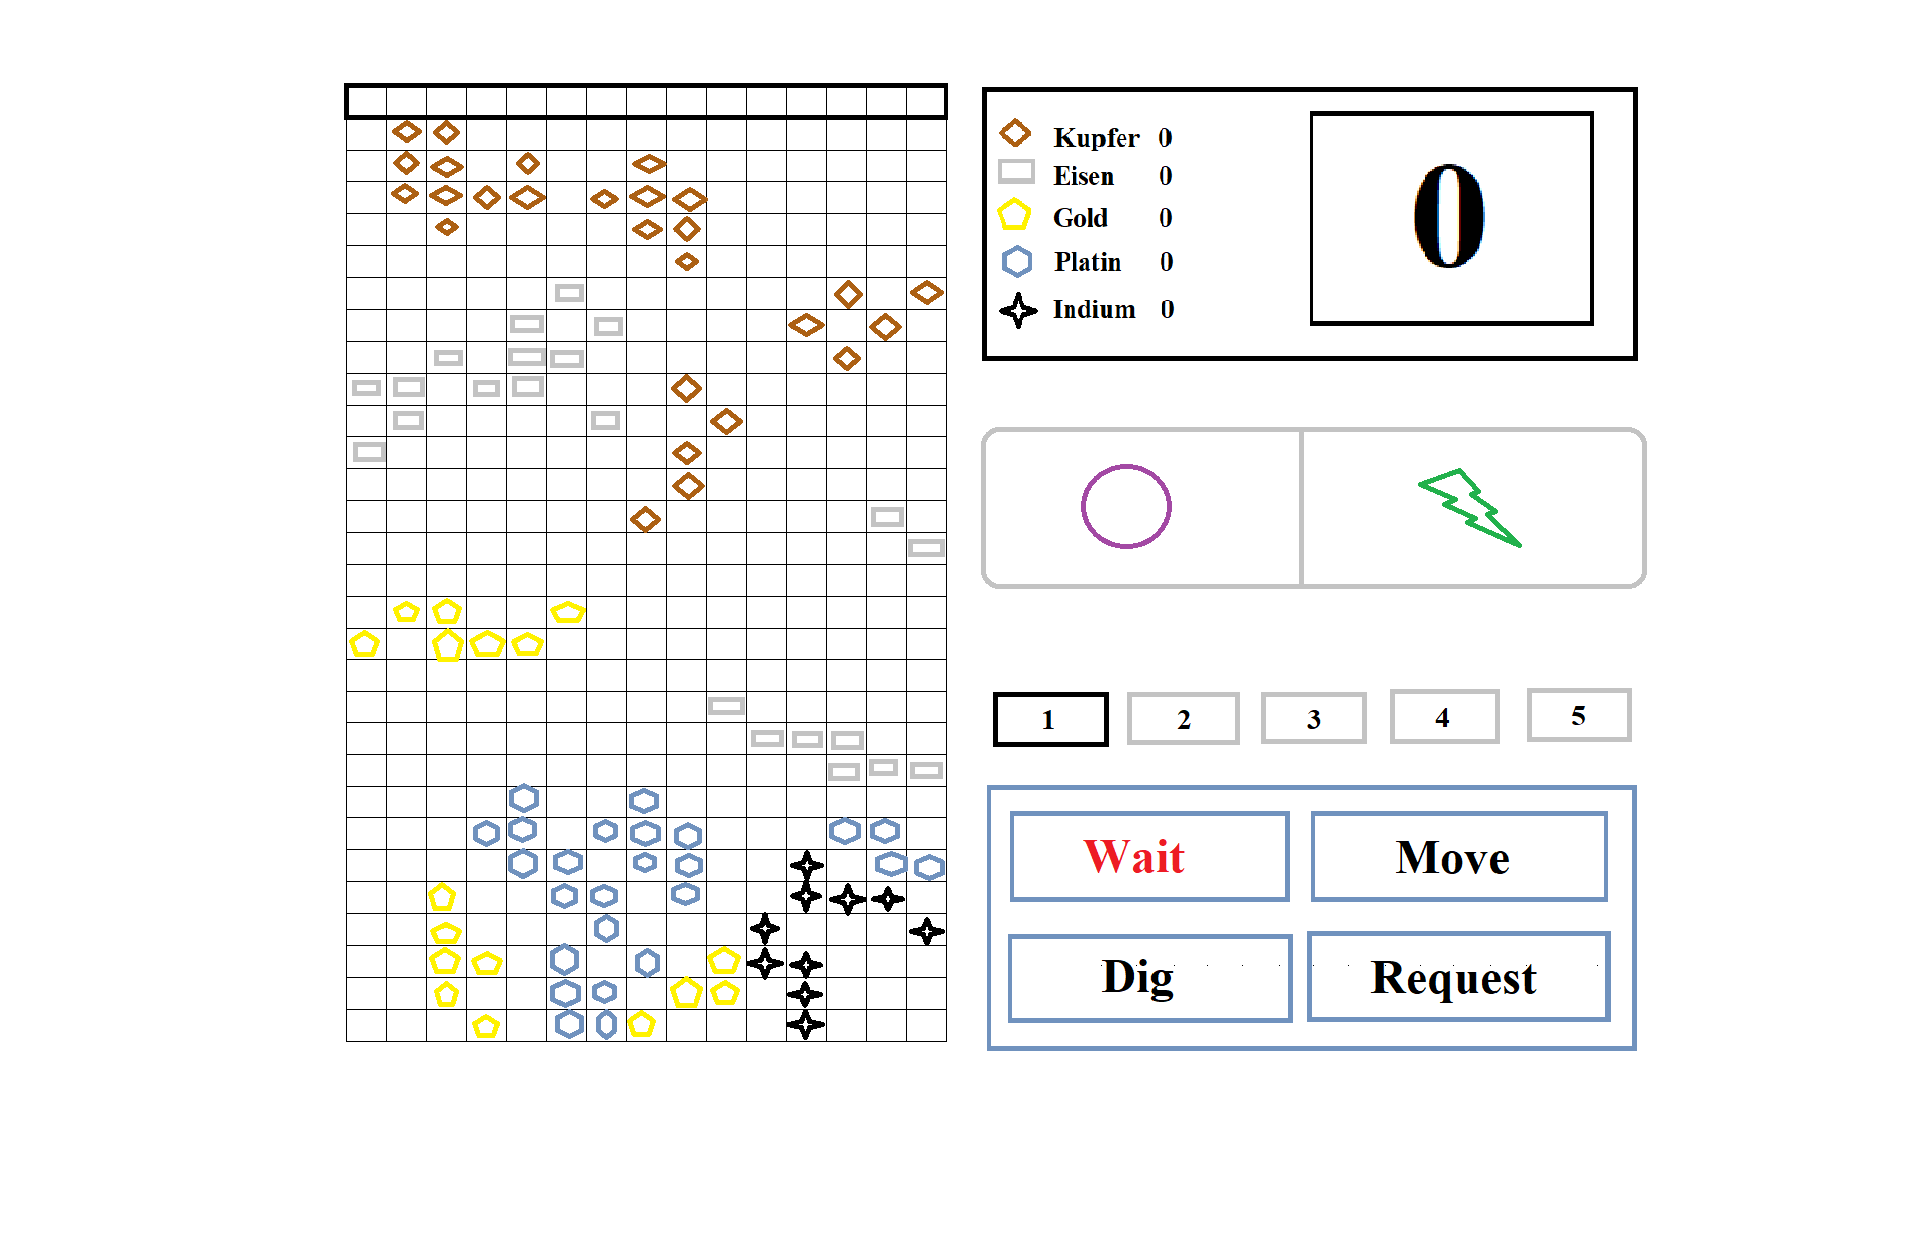 Kupfer 0
Eisen 0
Gold 0
Platin 0
Indium 0
0
1 2 3 4 5
Wait Move
Dig Request